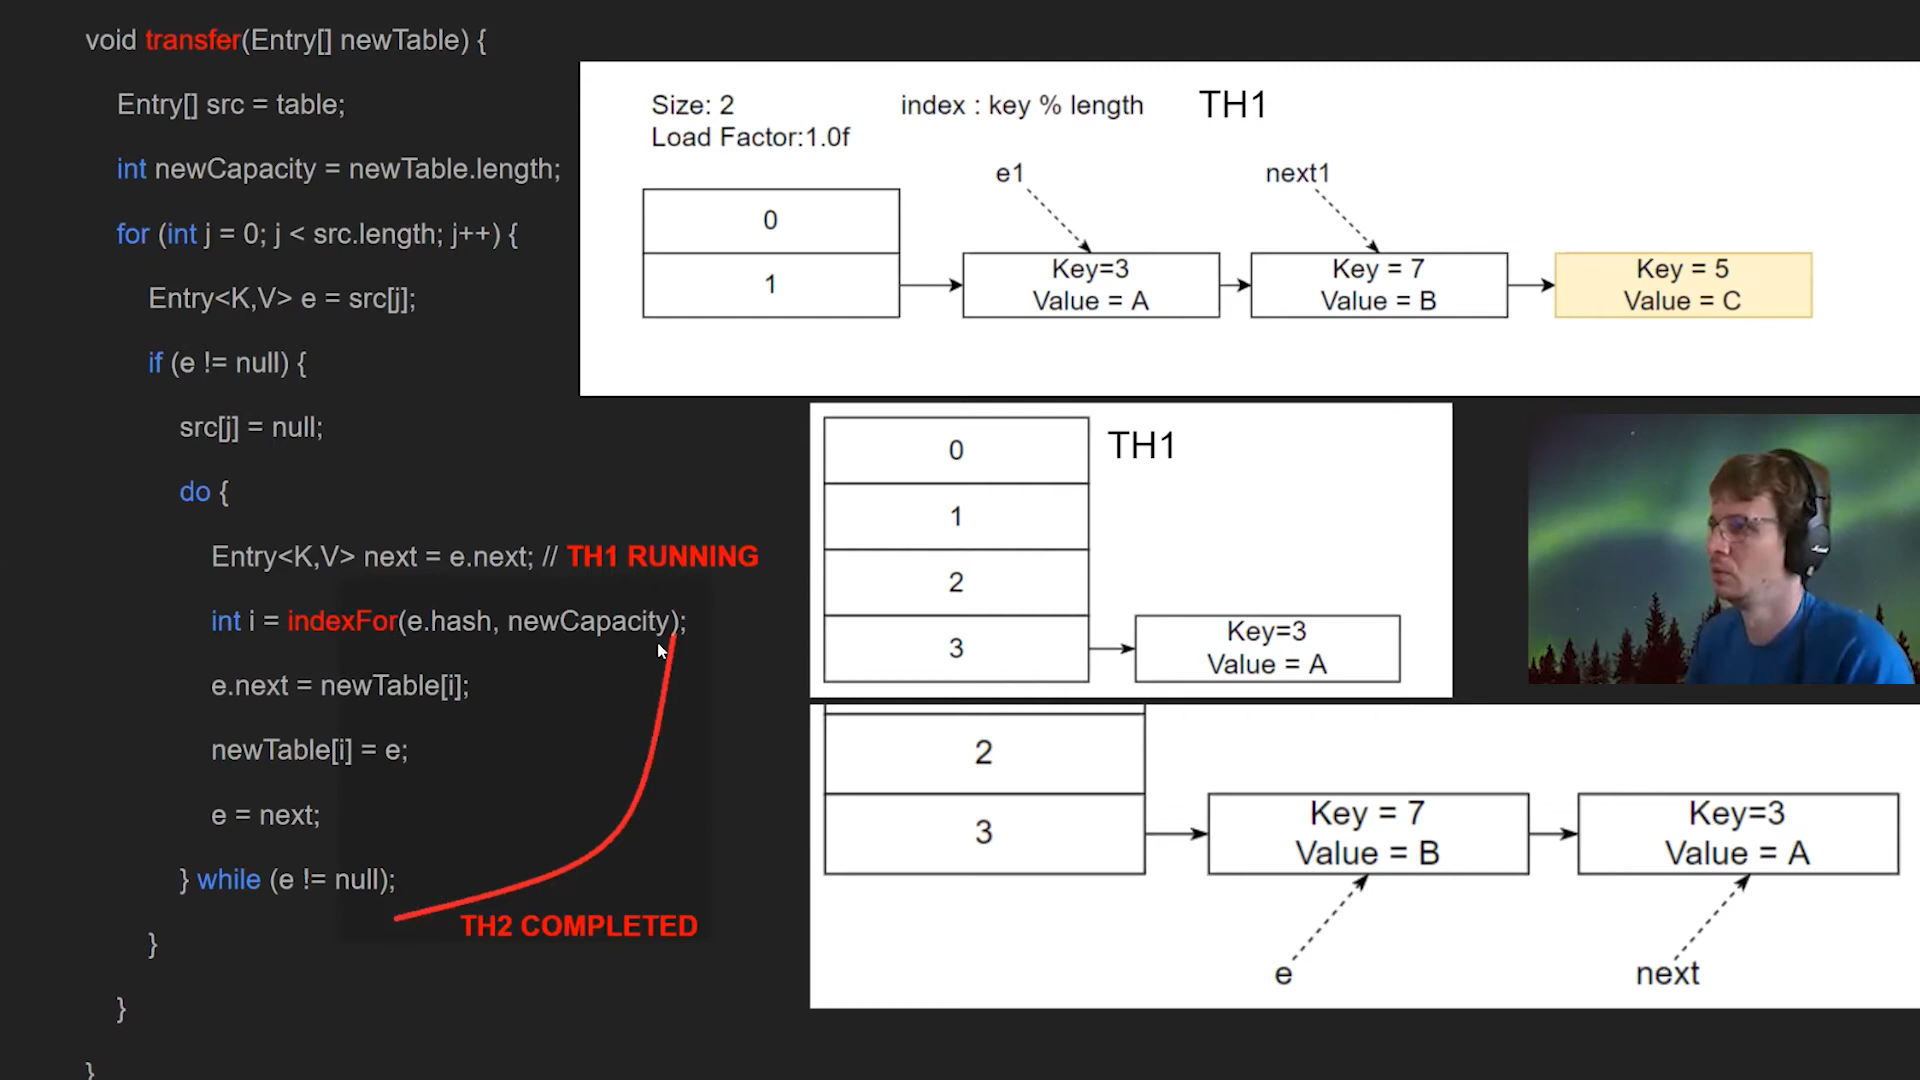 void transfer(Entry[] newTable) {
Entry[] src = table;
int newCapacity = newTable.length;
for (int j = 0; j < src.length; j++) {
Entry<K,V> e = src[j];
if (e != null) {
src[j] = null;
do {
Entry<K,V> next = e.next; // TH1 RUNNING
int i = indexFor(e.hash, newCapacity);
e.next = newTable[i];
newTable[i] = e;
e = next;
} while (e != null);
TH2 COMPLETED
}
}
}
Size: 2
Load Factor:1.0f
index : key % length
TH1
e1
next1
0
1
Key=3
Value = A
Key = 7
Value = B
Key = 5
Value = C
0
TH1
1
2
3
Key=3
Value = A
2
3
Key = 7
Value = B
Key=3
Value = A
e
next